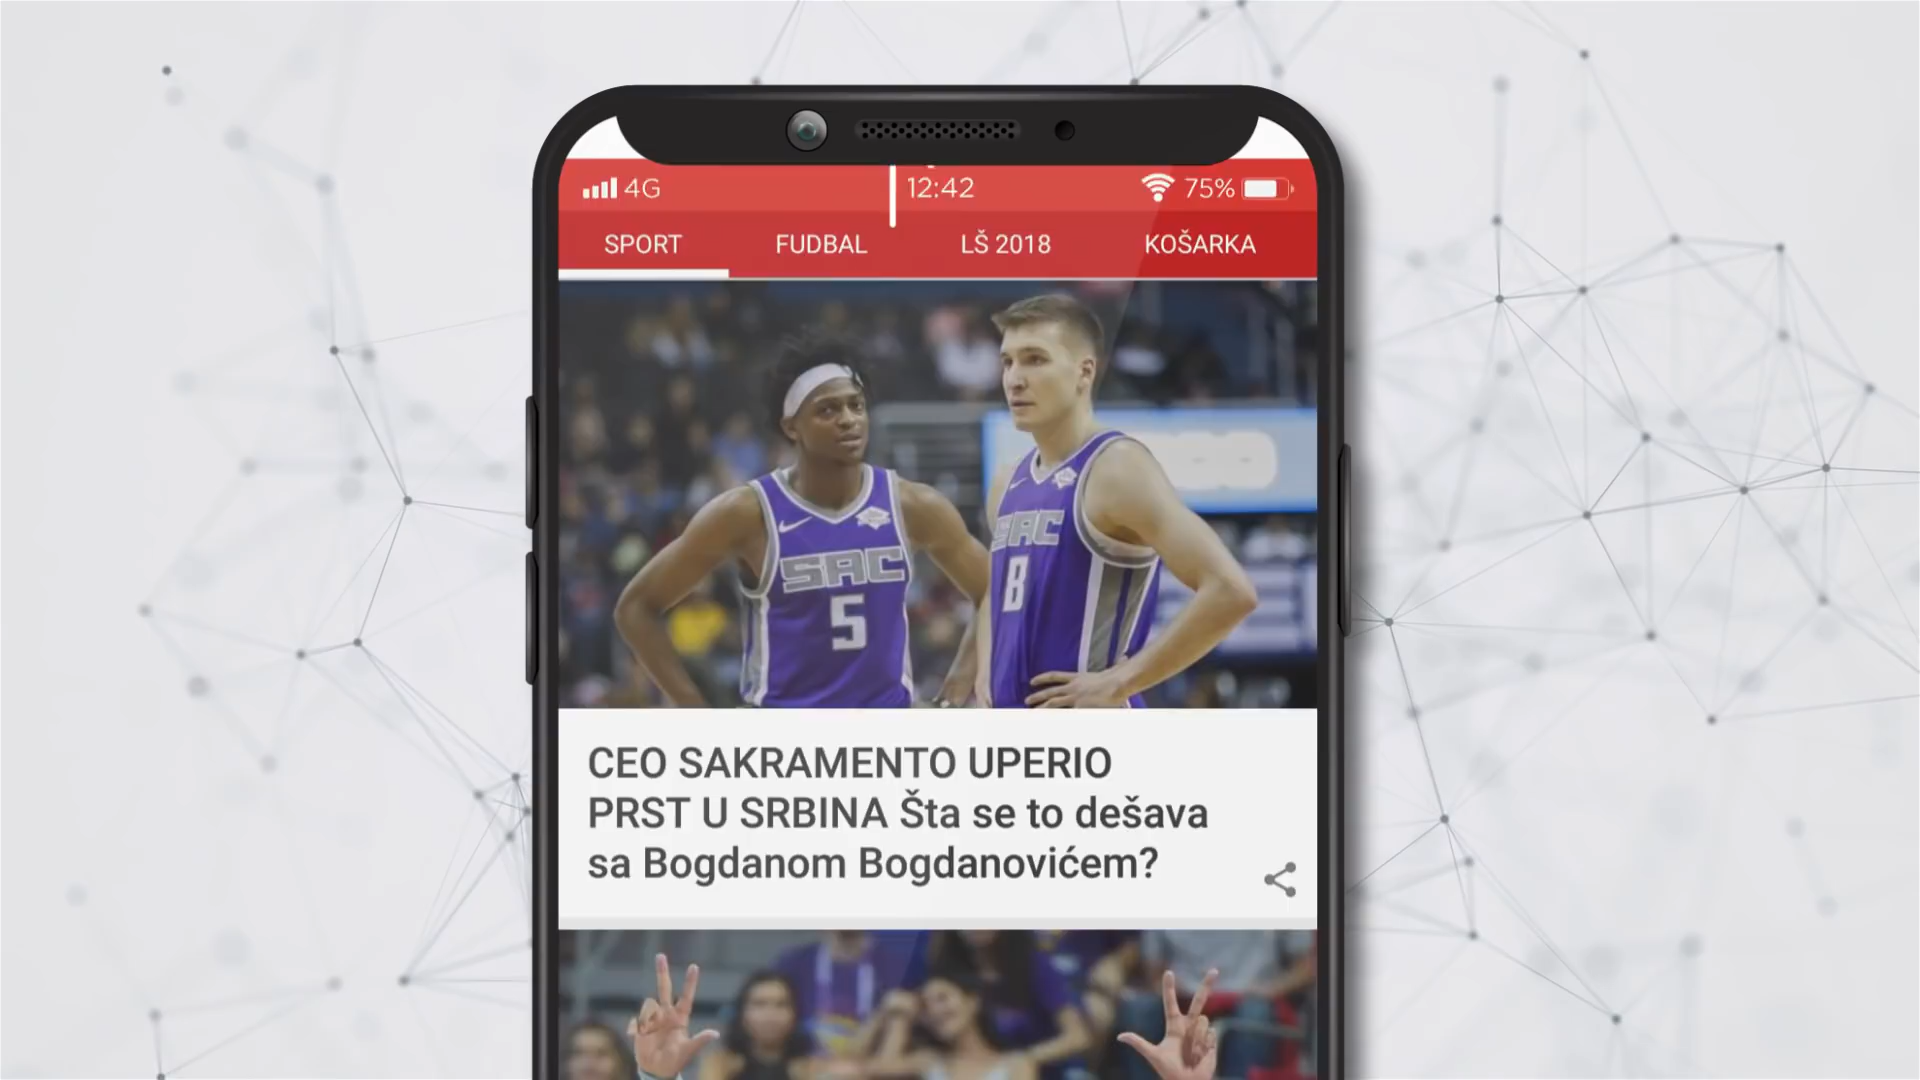 4G
12:42
75%
SPORT
FUDBAL
LŠ 2018
KOŠARKA
SAC
5
SAC
8
CEO SAKRAMENTO UPERIO
PRST U SRBINA Šta se to dešava
sa Bogdanom Bogdanovićem?